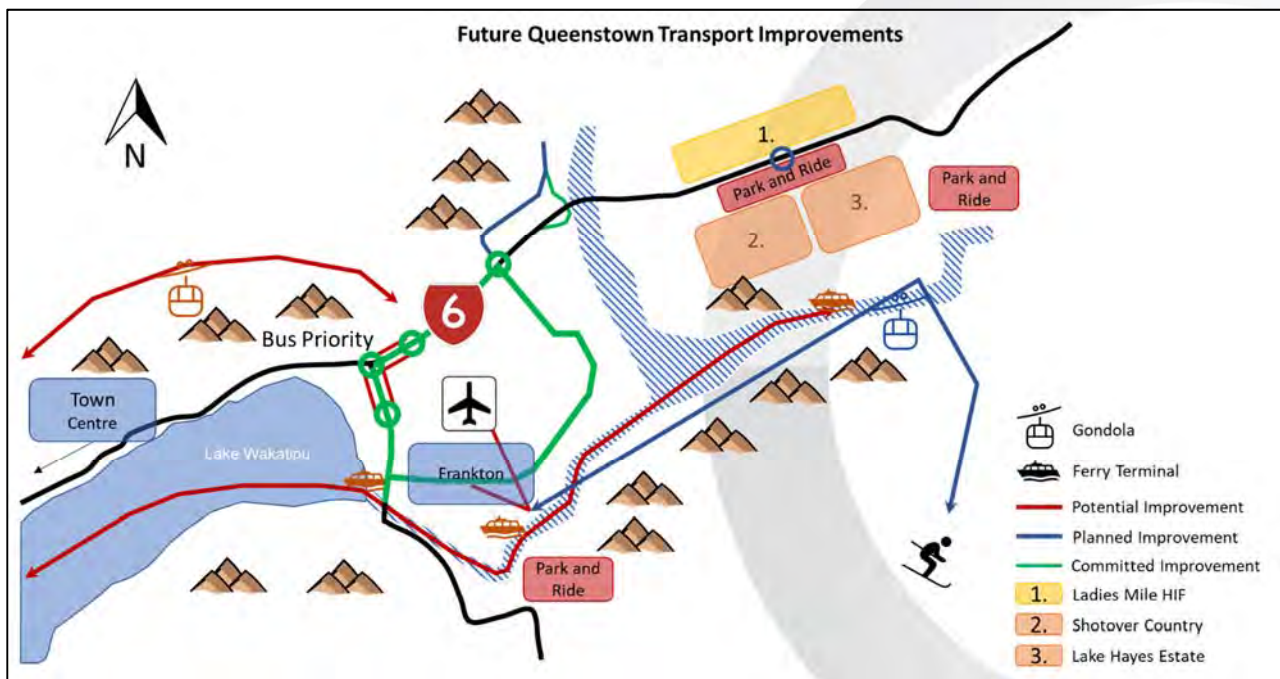 Future Queenstown Transport Improvements
N
1.
Park and Ride
Park and
Ride
3.
2.
6
Bus Priority
Town
Centre
Lake Wakatipu
Frankton
Park and
Ride
Gondola
Ferry Terminal
Potential Improvement
Planned Improvement
Committed Improvement
1. Ladies Mile HIF
2. Shotover Country
3. Lake Hayes Estate